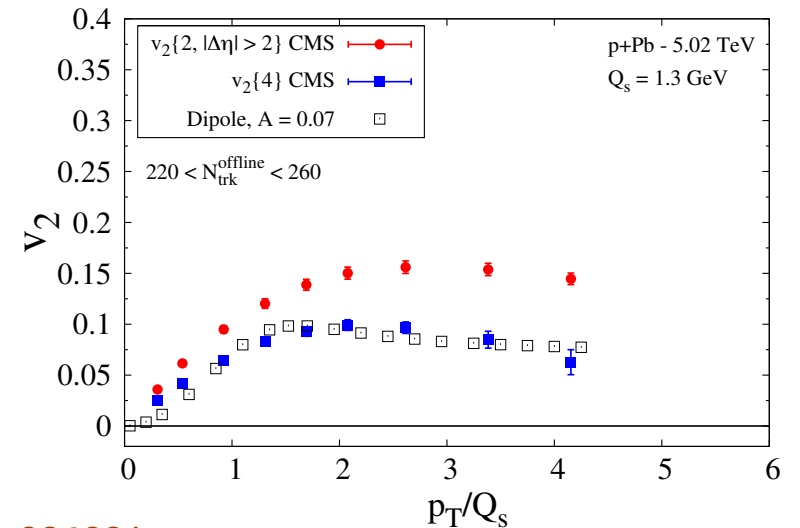 0.4
0.35
0.3
0.25
0.2
0.15
0.1
0.05
0
v₂
v₂{2, |Δη| > 2} CMS
v₂{4} CMS
Dipole, A = 0.07
p+Pb - 5.02 TeV
Qₛ = 1.3 GeV
220 < N_trk^offline < 260
0 1 2 3 4 5 6
p_T/Qₛ